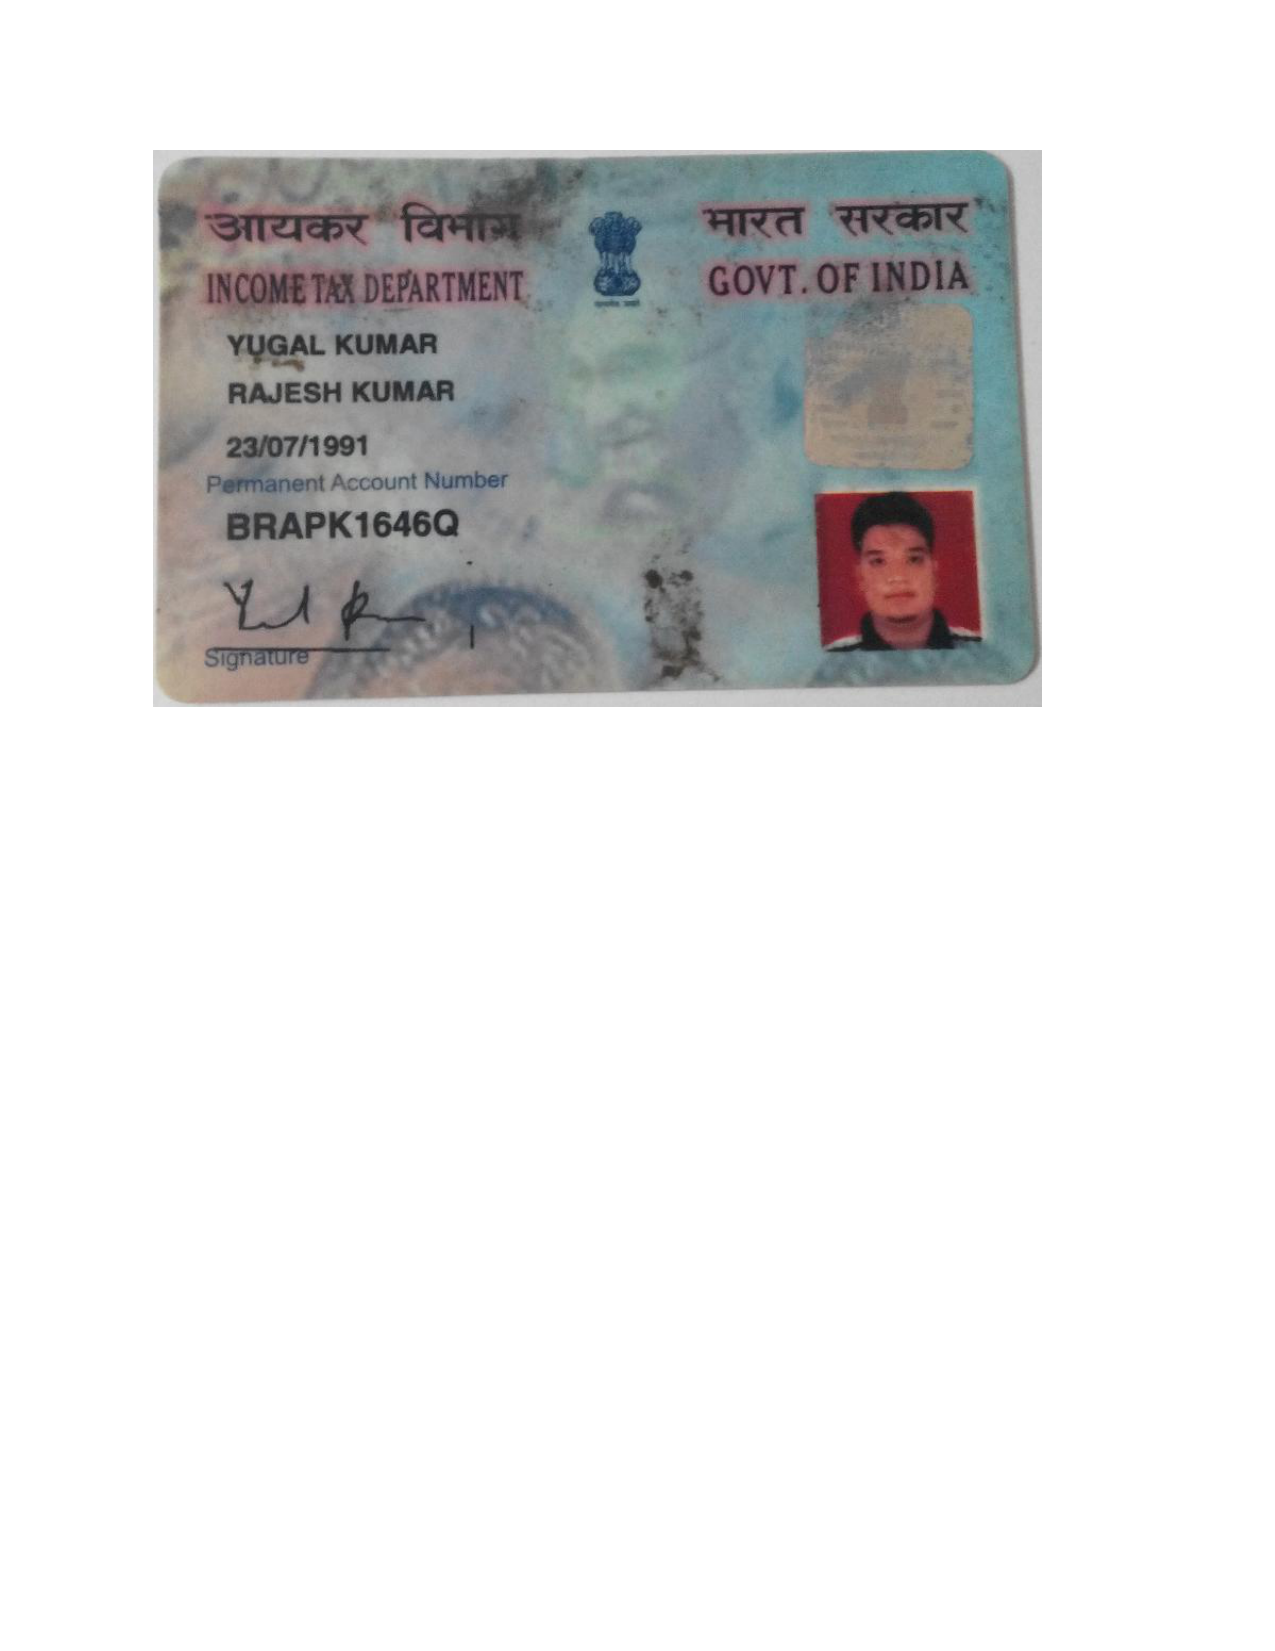 आयकर विभाग
भारत सरकार
INCOME TAX DEPARTMENT
GOVT. OF INDIA
YUGAL KUMAR
RAJESH KUMAR
23/07/1991
Permanent Account Number
BRAPK1646Q
Signature